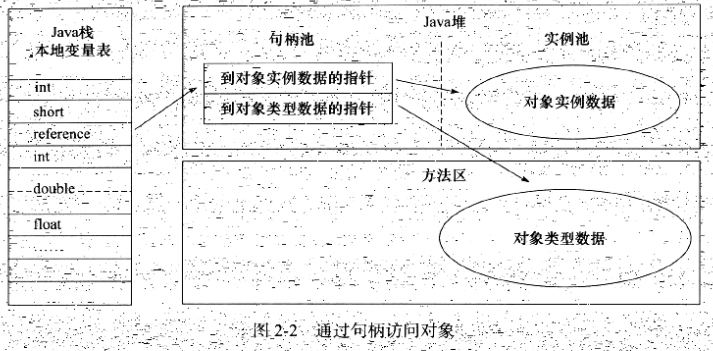 Java栈
本地变量表
int
short
reference
int
double
float
……
Java堆
句柄池
实例池
到对象实例数据的指针
到对象类型数据的指针
对象实例数据
方法区
对象类型数据
图2-2 通过句柄访问对象